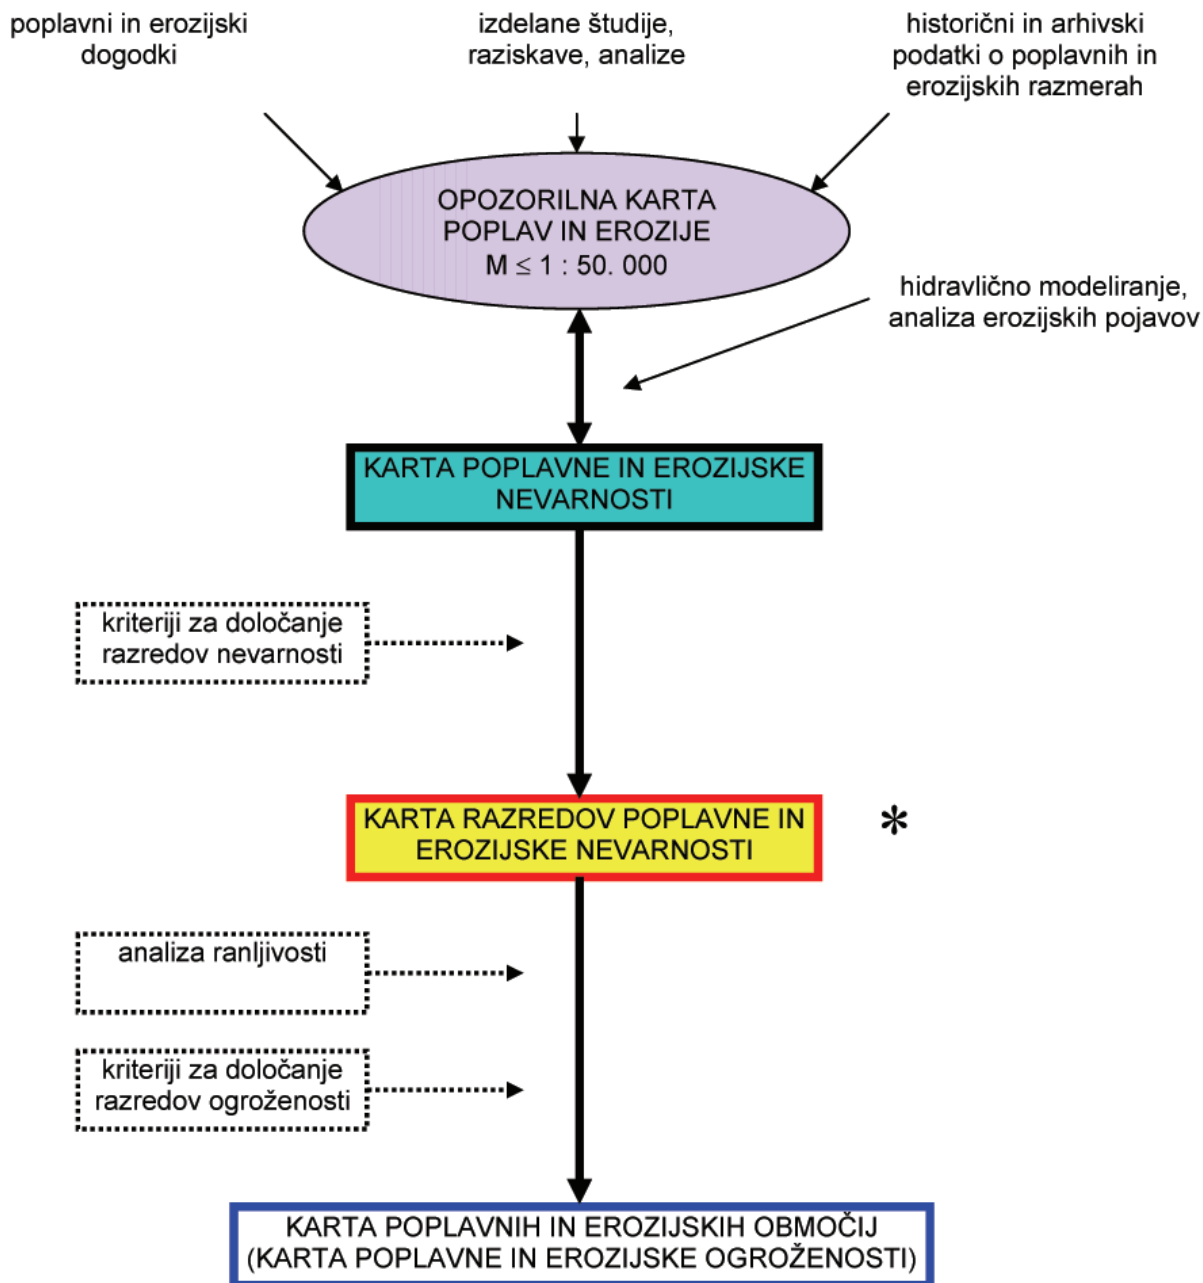 poplavni in erozijski
dogodki
izdelane študije,
raziskave, analize
historični in arhivski
podatki o poplavnih in
erozijskih razmerah
OPOZORILNA KARTA
POPLAV IN EROZIJE
M ≤ 1 : 50. 000
hidravlično modeliranje,
analiza erozijskih pojavov
KARTA POPLAVNE IN EROZIJSKE
NEVARNOSTI
kriteriji za določanje
razredov nevarnosti
KARTA RAZREDOV POPLAVNE IN
EROZIJSKE NEVARNOSTI
*
analiza ranljivosti
kriteriji za določanje
razredov ogroženosti
KARTA POPLAVNIH IN EROZIJSKIH OBMOČIJ
(KARTA POPLAVNE IN EROZIJSKE OGROŽENOSTI)